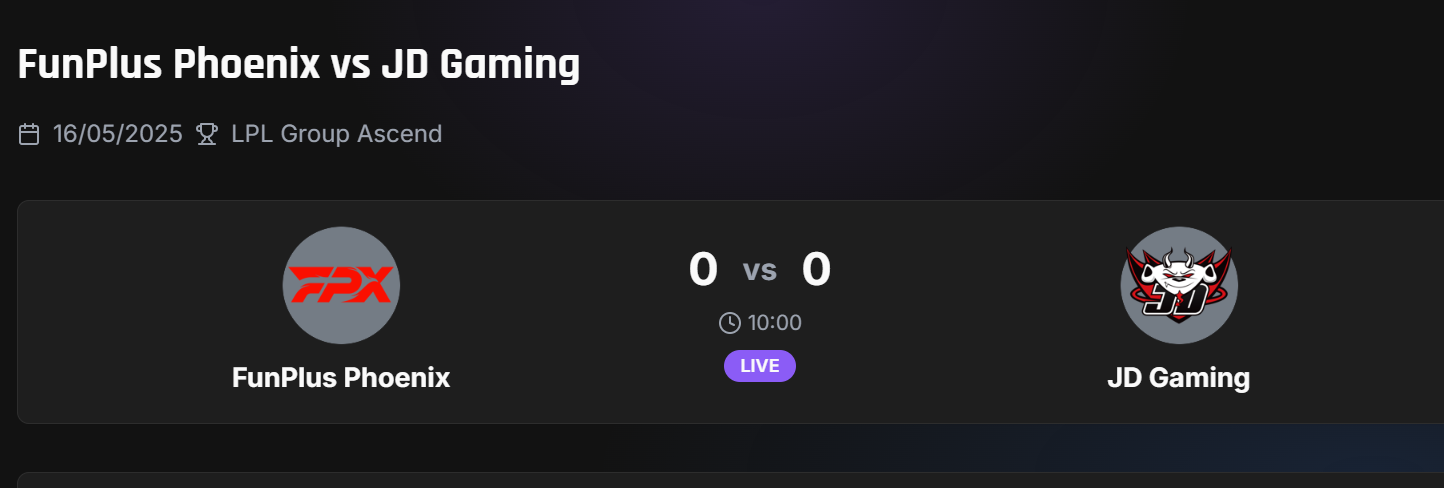 FunPlus Phoenix vs JD Gaming
16/05/2025 LPL Group Ascend
FPX
0 vs 0
JD
10:00
LIVE
FunPlus Phoenix
JD Gaming